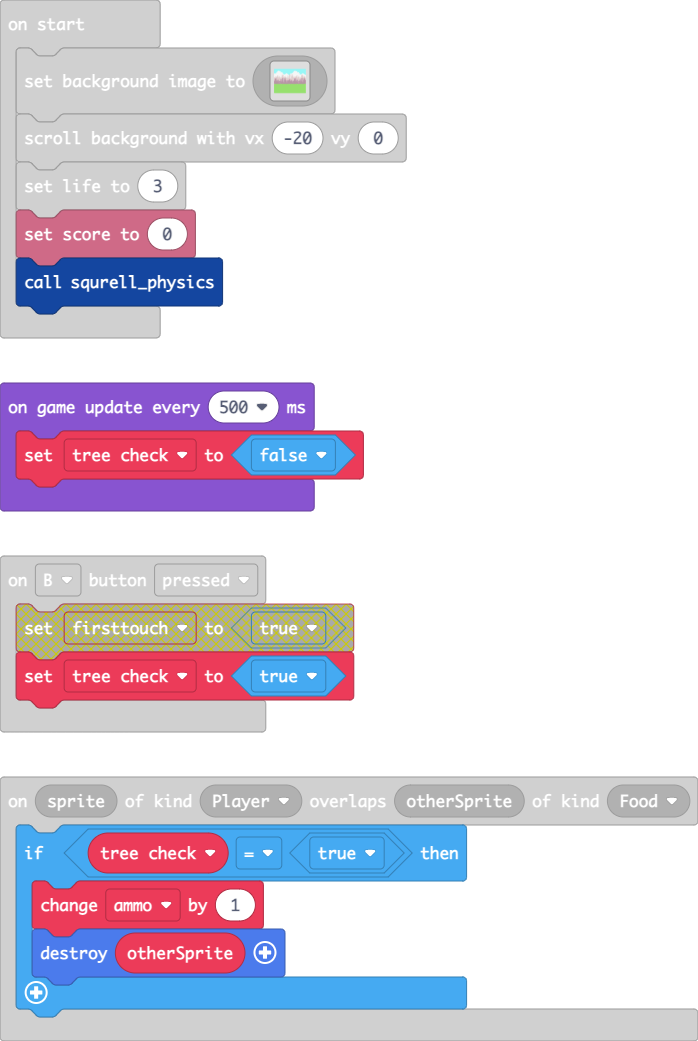 on start
set background image to
scroll background with vx -20 vy 0
set life to 3
set score to 0
call squrell_physics
on game update every 500 ms
set tree check to false
on B button pressed
set firsttouch to true
set tree check to true
on sprite of kind Player overlaps otherSprite of kind Food
if tree check = true then
change ammo by 1
destroy otherSprite